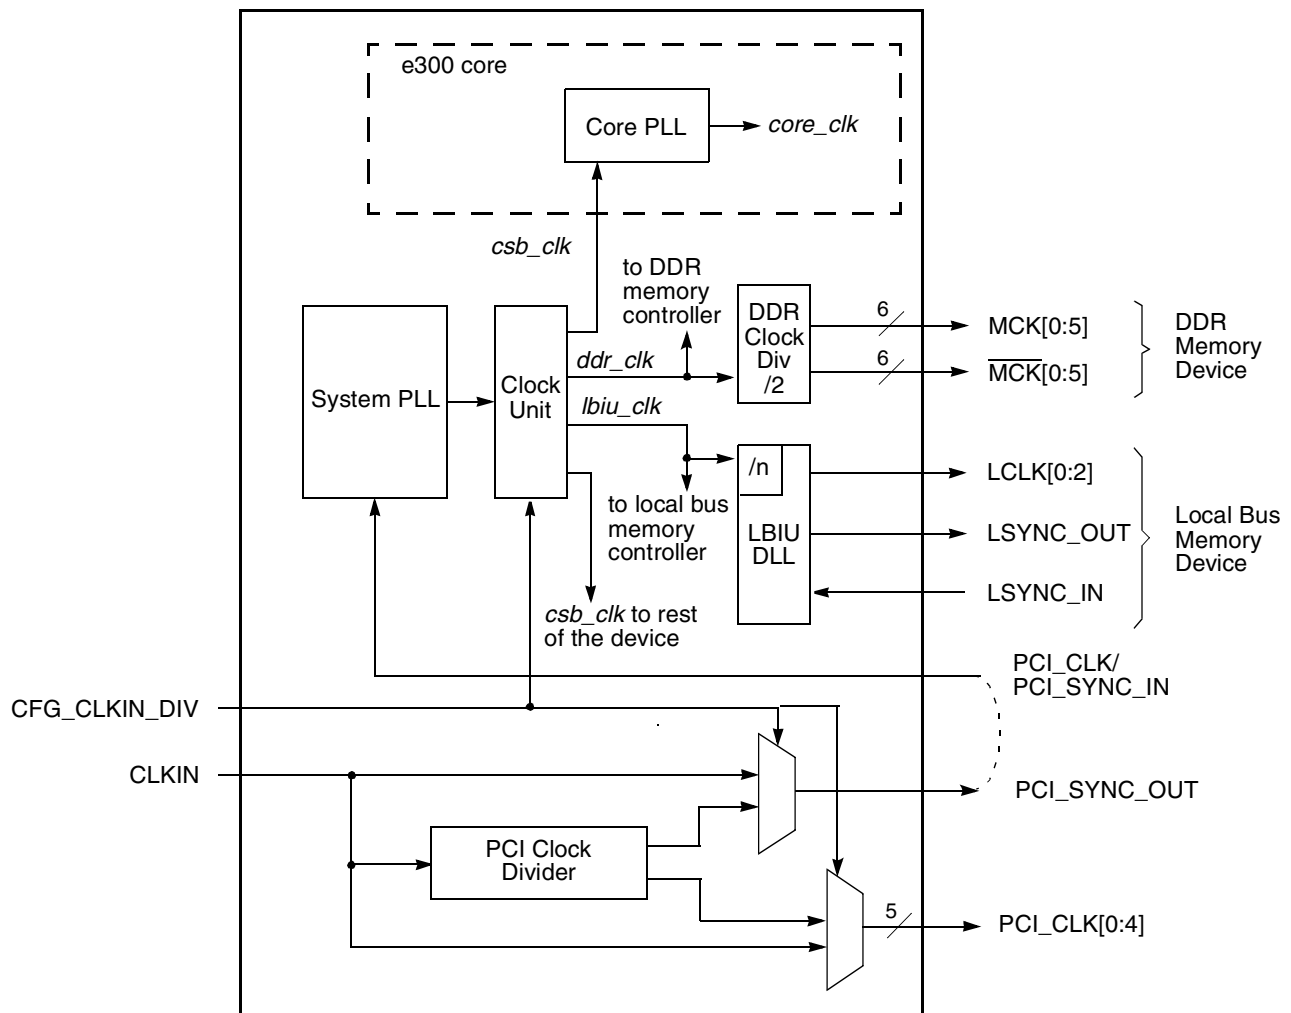 e300 core
Core PLL
core_clk
csb_clk
to DDR
memory
controller
DDR
Clock
Div
/2
6
MCK[0:5]
6
M̅C̅K̅[0:5]
DDR
Memory
Device
System PLL
Clock
Unit
ddr_clk
lbiu_clk
/n
LBIU
DLL
to local bus
memory
controller
LCLK[0:2]
LSYNC_OUT
LSYNC_IN
Local Bus
Memory
Device
csb_clk to rest
of the device
PCI_CLK/
PCI_SYNC_IN
CFG_CLKIN_DIV
CLKIN
PCI_SYNC_OUT
PCI Clock
Divider
5
PCI_CLK[0:4]